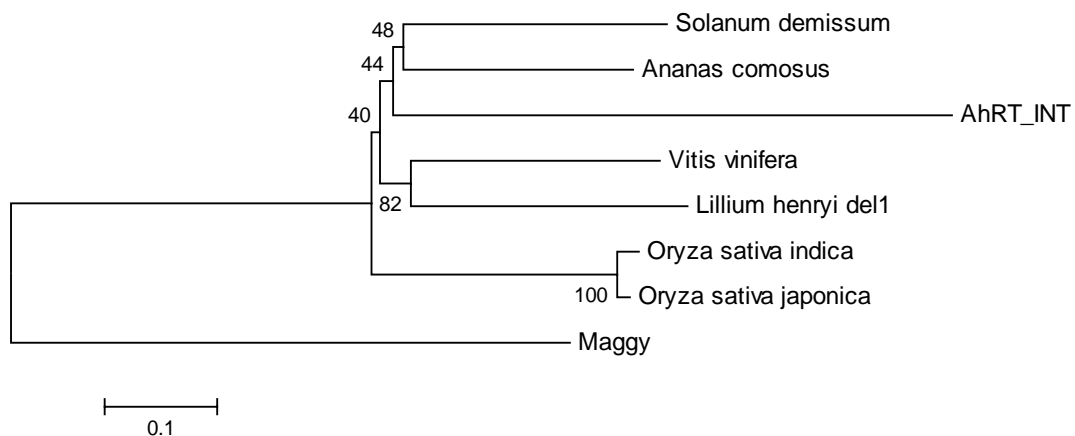 Solanum demissum
48
44
Ananas comosus
40
AhRT_INT
Vitis vinifera
82
Lillium henryi del1
Oryza sativa indica
100
Oryza sativa japonica
Maggy
0.1